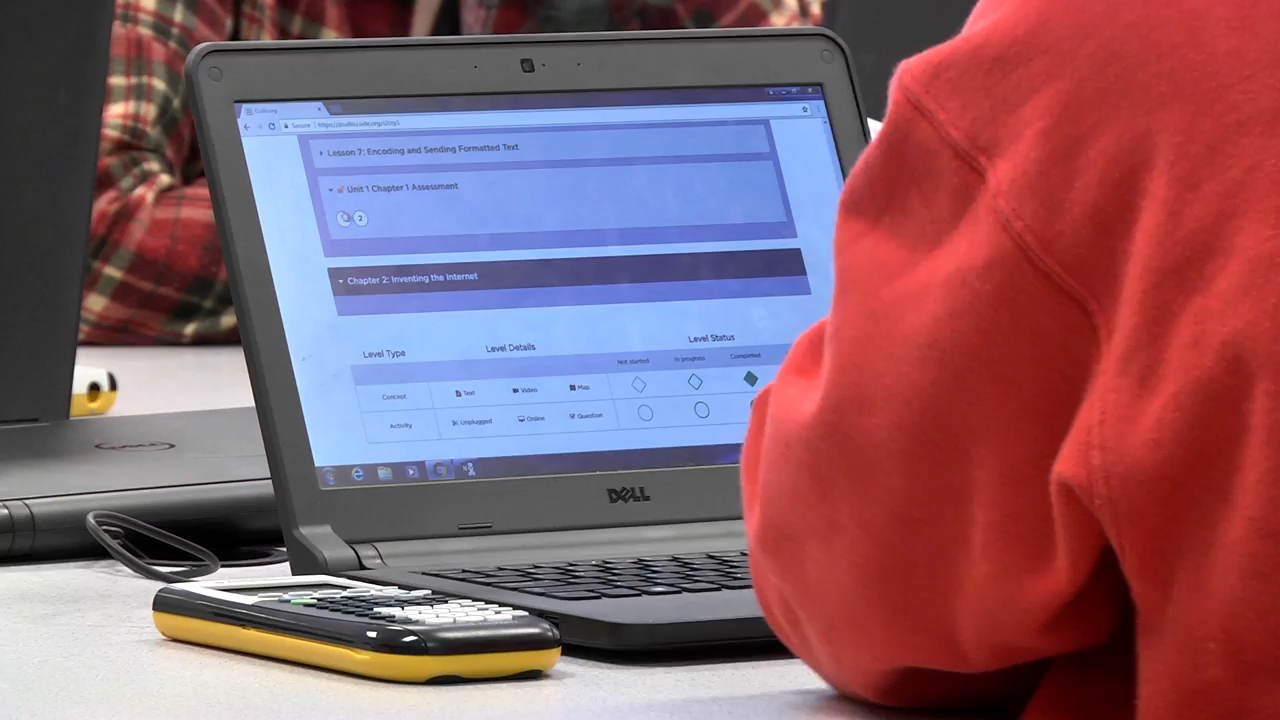 Secure https://studio.code.org/s/csp1
Lesson 7: Encoding and Sending Formatted Text
Unit 1 Chapter 1 Assessment
2
Chapter 2: Inventing the Internet
Level Type Level Details Level Status
Not started In progress Completed
Concept Text Video Map
Activity Unplugged Online Question
DELL
DELL